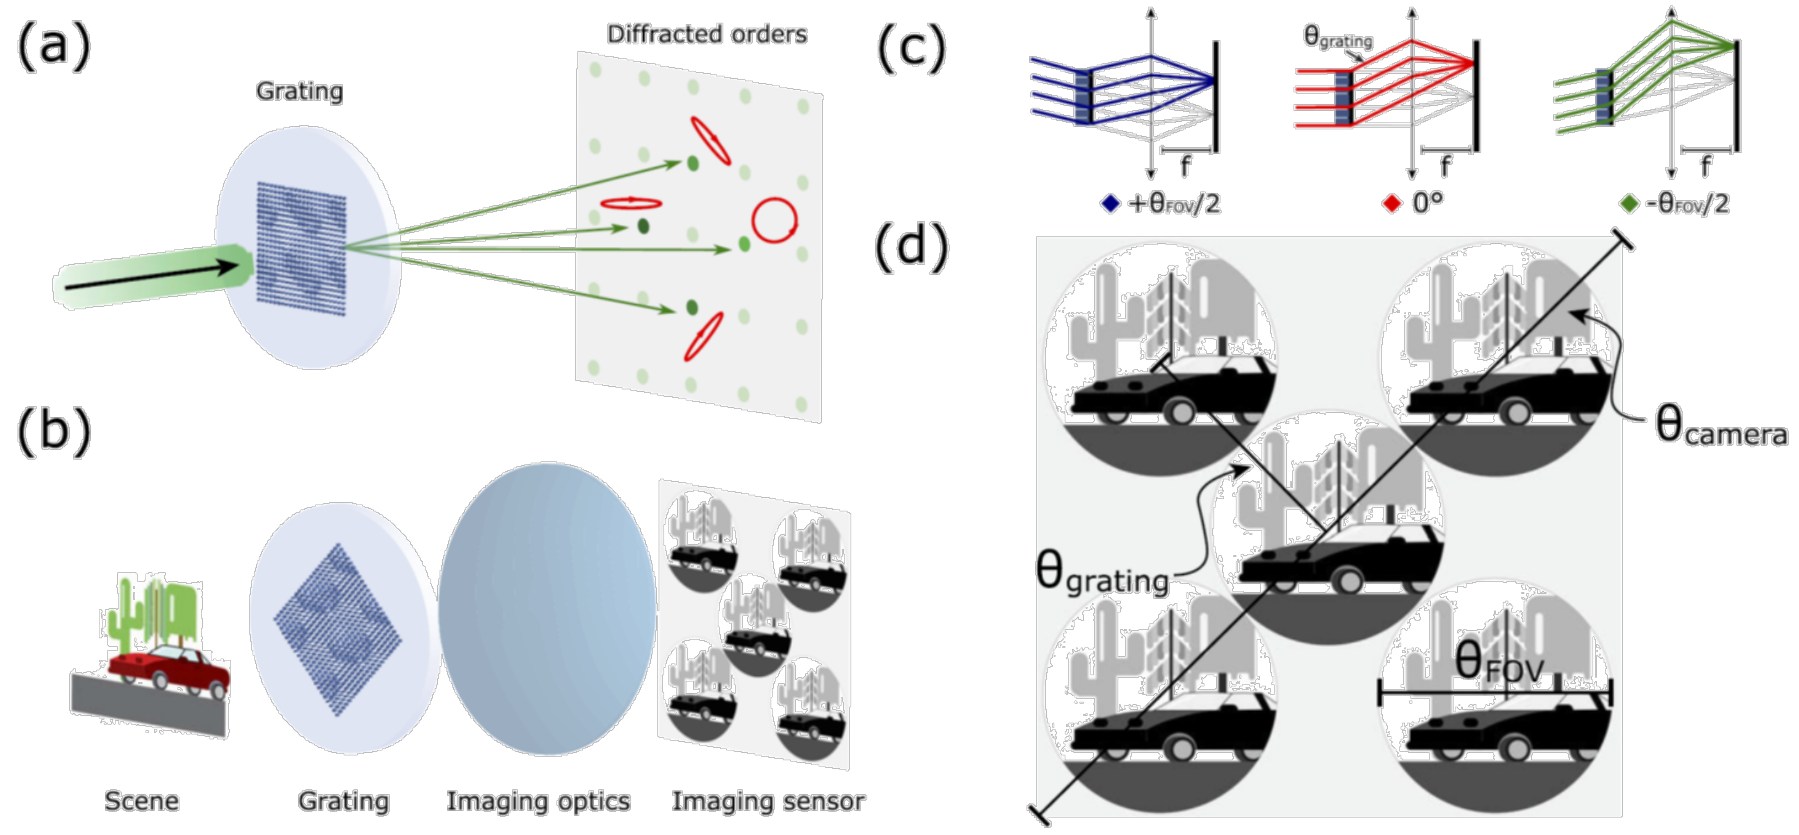 (a)
Grating
Diffracted orders
(b)
Scene
Grating
Imaging optics
Imaging sensor
(c)
θgrating
f
f
f
+θFOV/2
0°
-θFOV/2
(d)
θcamera
θgrating
θFOV